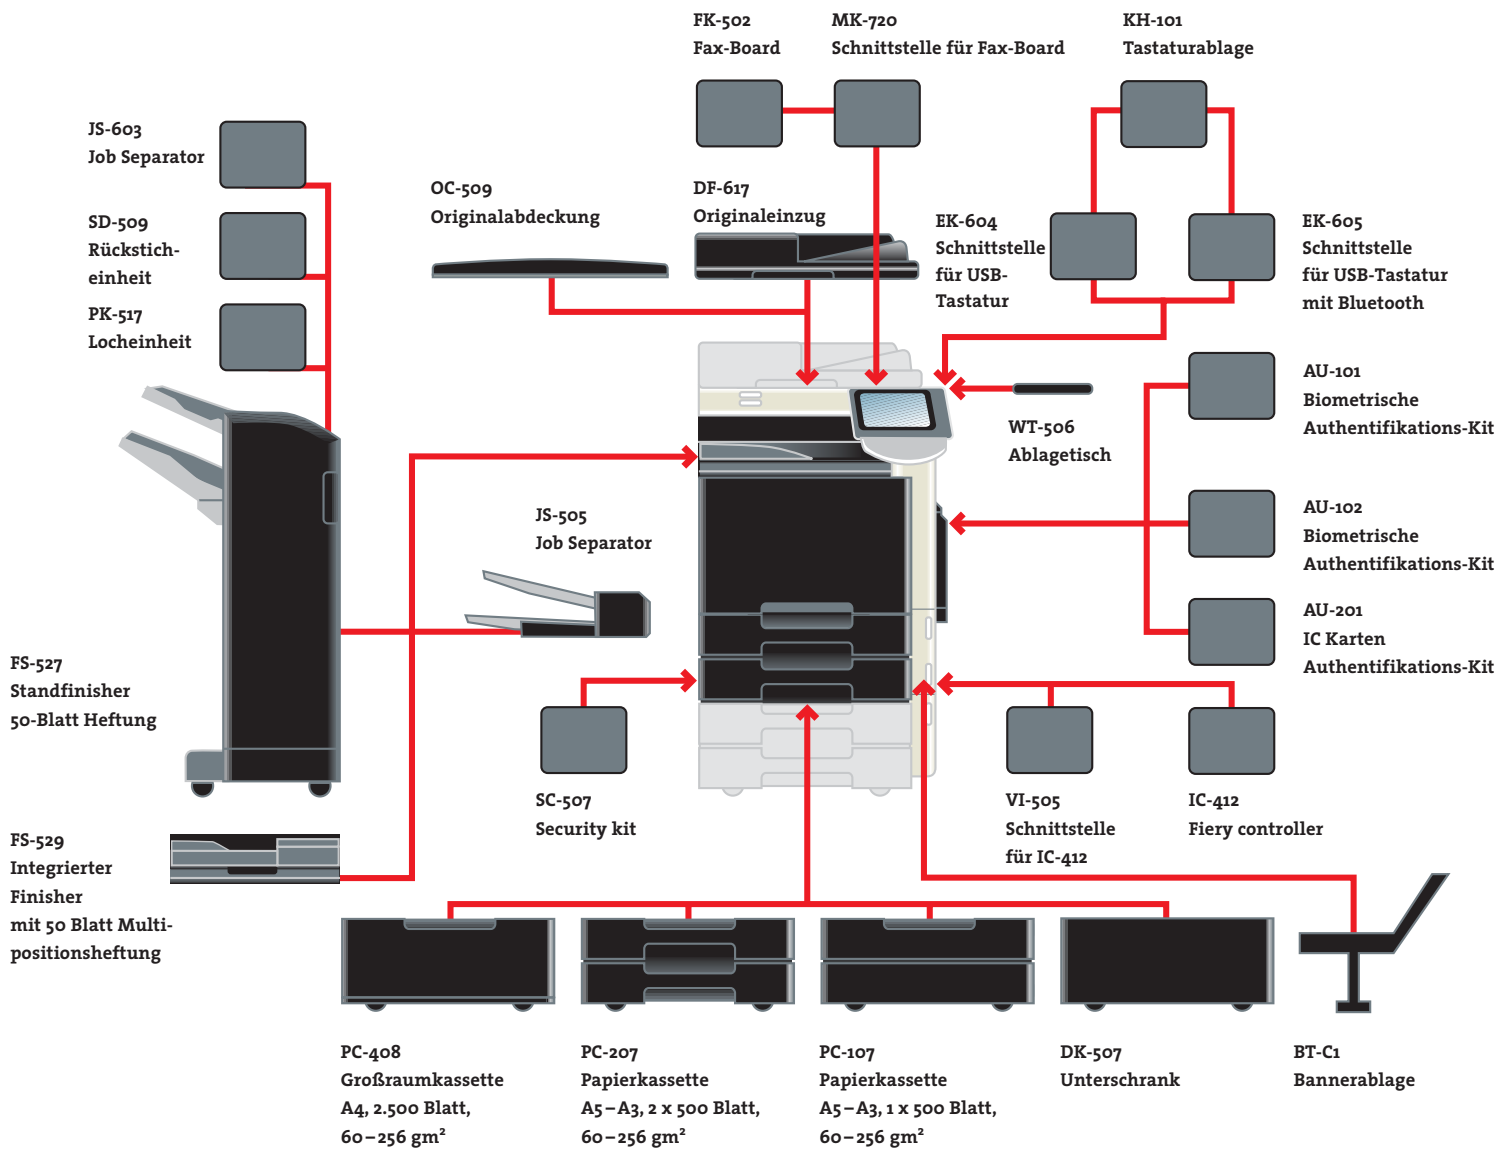 FK-502
Fax-Board
MK-720
Schnittstelle für Fax-Board
KH-101
Tastaturablage
JS-603
Job Separator
SD-509
Rückstich-
einheit
PK-517
Locheinheit
OC-509
Originalabdeckung
DF-617
Originaleinzug
EK-604
Schnittstelle
für USB-
Tastatur
EK-605
Schnittstelle
für USB-Tastatur
mit Bluetooth
AU-101
Biometrische
Authentifikations-Kit
WT-506
Ablagetisch
AU-102
Biometrische
Authentifikations-Kit
JS-505
Job Separator
AU-201
IC Karten
Authentifikations-Kit
FS-527
Standfinisher
50-Blatt Heftung
SC-507
Security kit
VI-505
Schnittstelle
für IC-412
IC-412
Fiery controller
FS-529
Integrierter
Finisher
mit 50 Blatt Multi-
positionsheftung
PC-408
Großraumkassette
A4, 2.500 Blatt,
60–256 gm²
PC-207
Papierkassette
A5–A3, 2 x 500 Blatt,
60–256 gm²
PC-107
Papierkassette
A5–A3, 1 x 500 Blatt,
60–256 gm²
DK-507
Unterschrank
BT-C1
Bannerablage